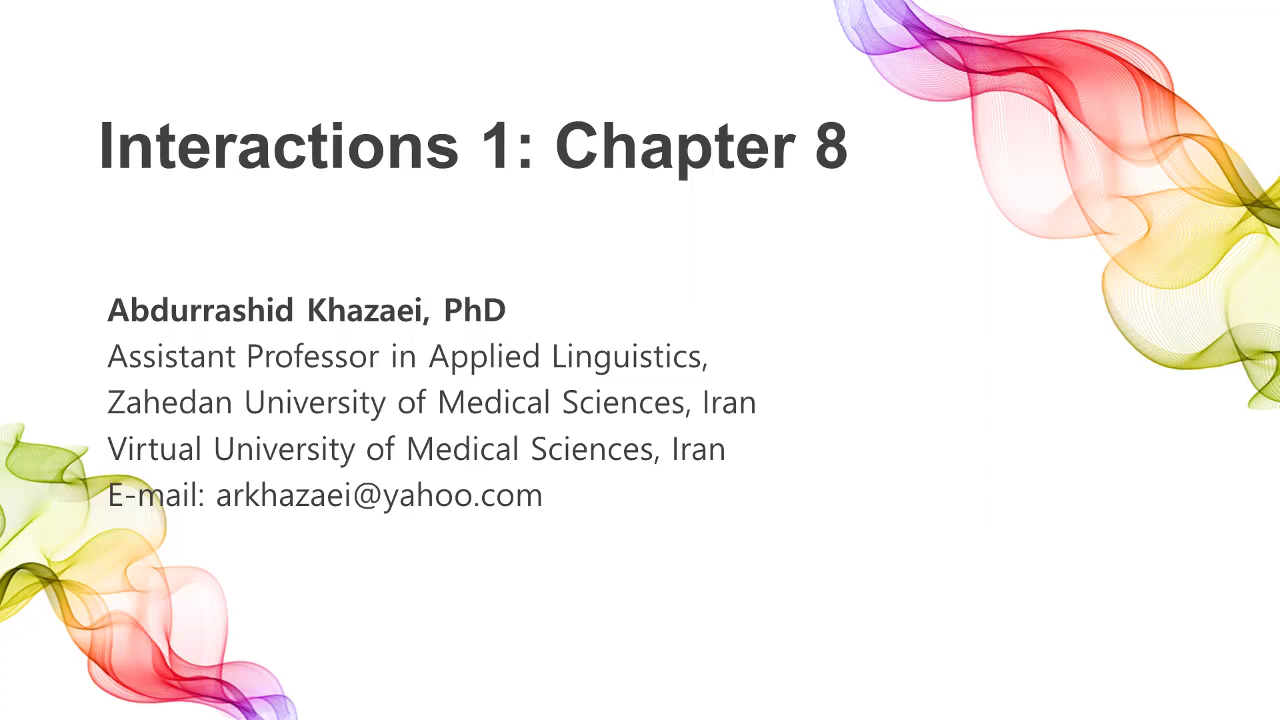 Interactions 1: Chapter 8
Abdurrashid Khazaei, PhD
Assistant Professor in Applied Linguistics,
Zahedan University of Medical Sciences, Iran
Virtual University of Medical Sciences, Iran
E-mail: arkhazaei@yahoo.com